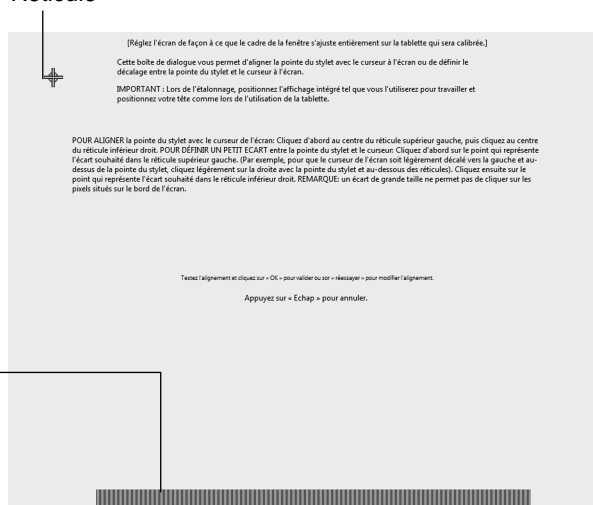 [Réglez l'écran de façon à ce que le cadre de la fenêtre s'ajuste entièrement sur la tablette qui sera calibrée.]
Cette boîte de dialogue vous permet d'aligner la pointe du stylet avec le curseur à l'écran ou de définir le
décalage entre la pointe du stylet et le curseur à l'écran.
IMPORTANT : Lors de l'étalonnage, positionnez l'affichage intégré tel que vous l'utiliserez pour travailler et
positionnez votre tête comme lors de l'utilisation de la tablette.
POUR ALIGNER la pointe du stylet avec le curseur de l'écran: Cliquez d'abord au centre du réticule supérieur gauche, puis cliquez au centre
du réticule inférieur droit. POUR DÉFINIR UN PETIT ECART entre la pointe du stylet et le curseur: Cliquez d'abord sur le point qui représente
l'écart souhaité dans le réticule supérieur gauche. (Par exemple, pour que le curseur de l'écran soit légèrement décalé vers la gauche et au-
dessus de la pointe du stylet, cliquez légèrement sur la droite avec la pointe du stylet et au-dessous des réticules). Cliquez ensuite sur le
point qui représente l'écart souhaité dans le réticule inférieur droit. REMARQUE: un écart de grande taille ne permet pas de cliquer sur les
pixels situés sur le bord de l'écran.
Testez l'alignement et cliquez sur « OK » pour valider ou sor « réessayer » pour modifier l'alignement.
Appuyez sur « Echap » pour annuler.